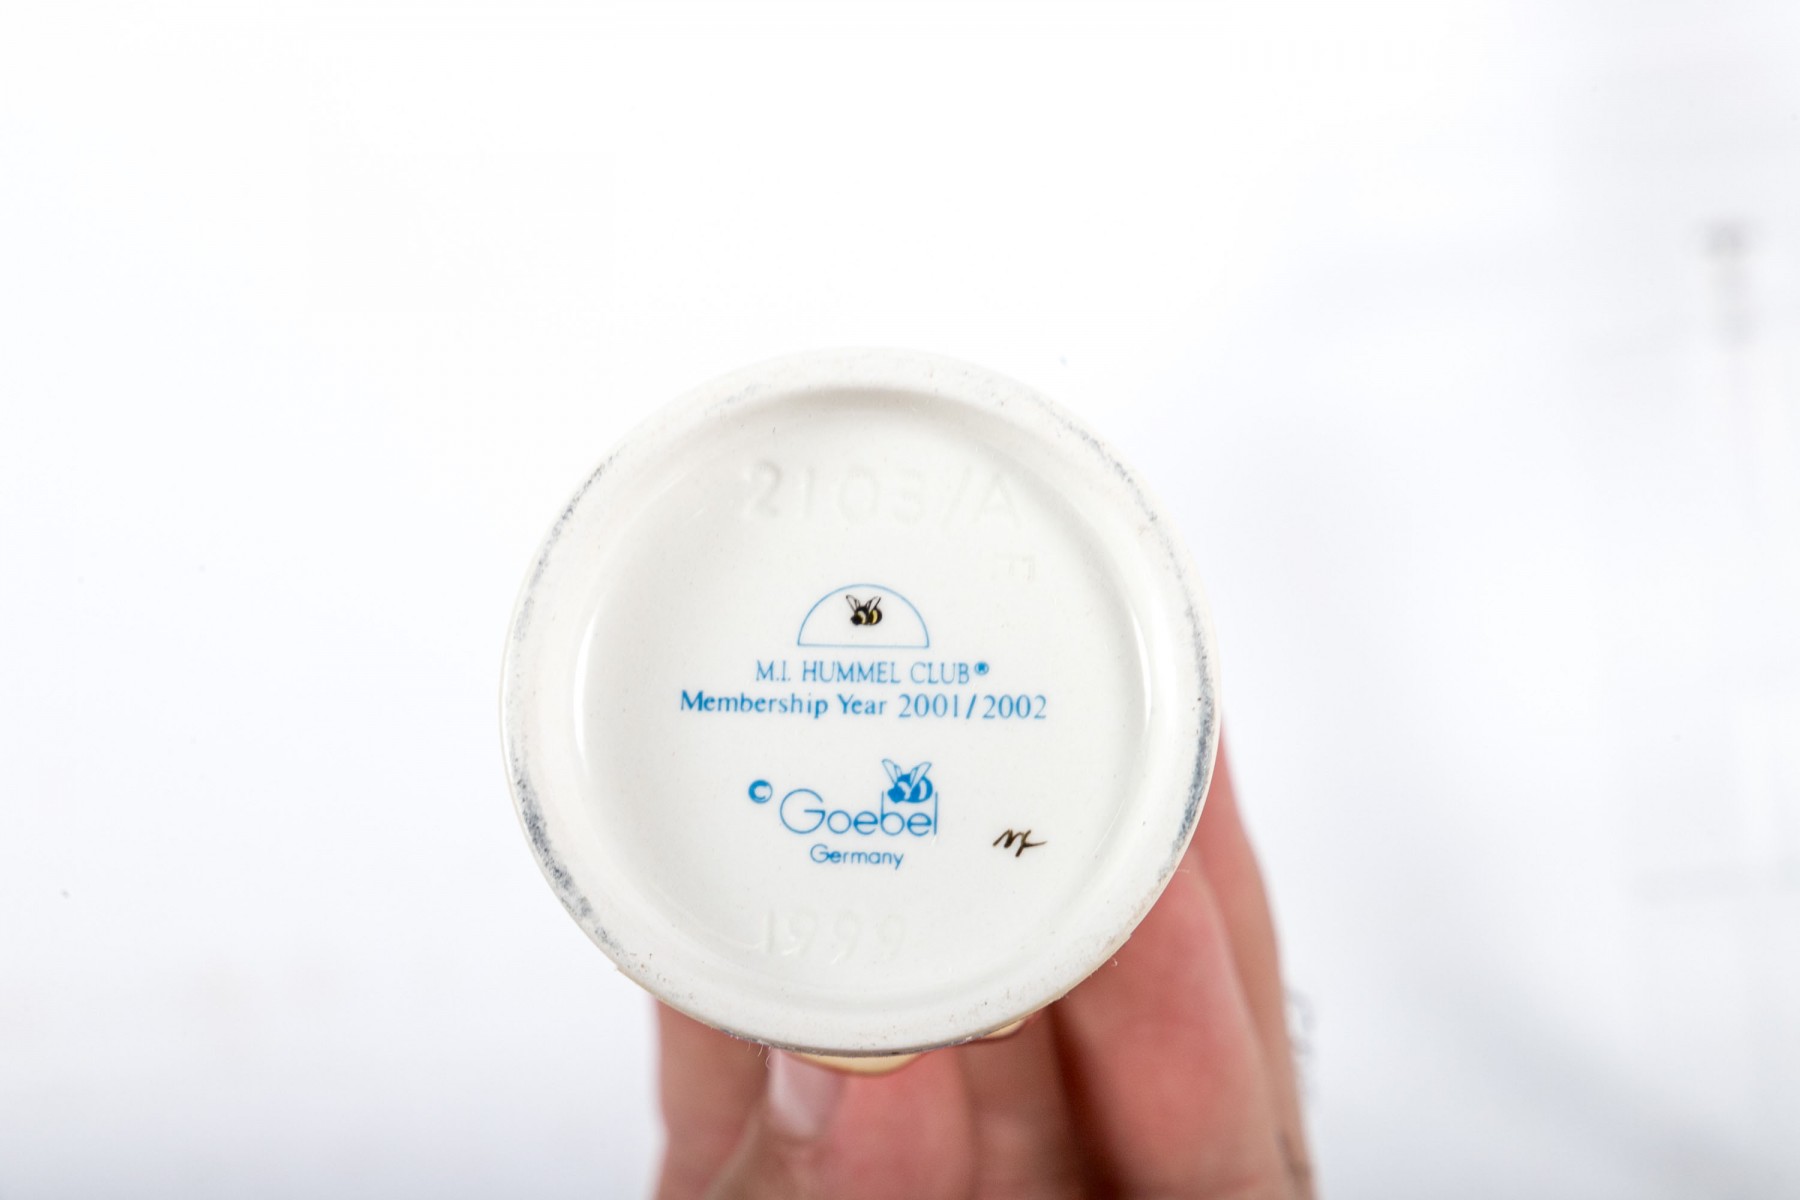 2103/A
M.I. HUMMEL CLUB®
Membership Year 2001/2002
© Goebel
Germany
1999